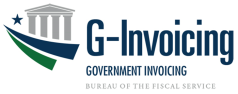 G-Invoicing
GOVERNMENT INVOICING
BUREAU OF THE FISCAL SERVICE